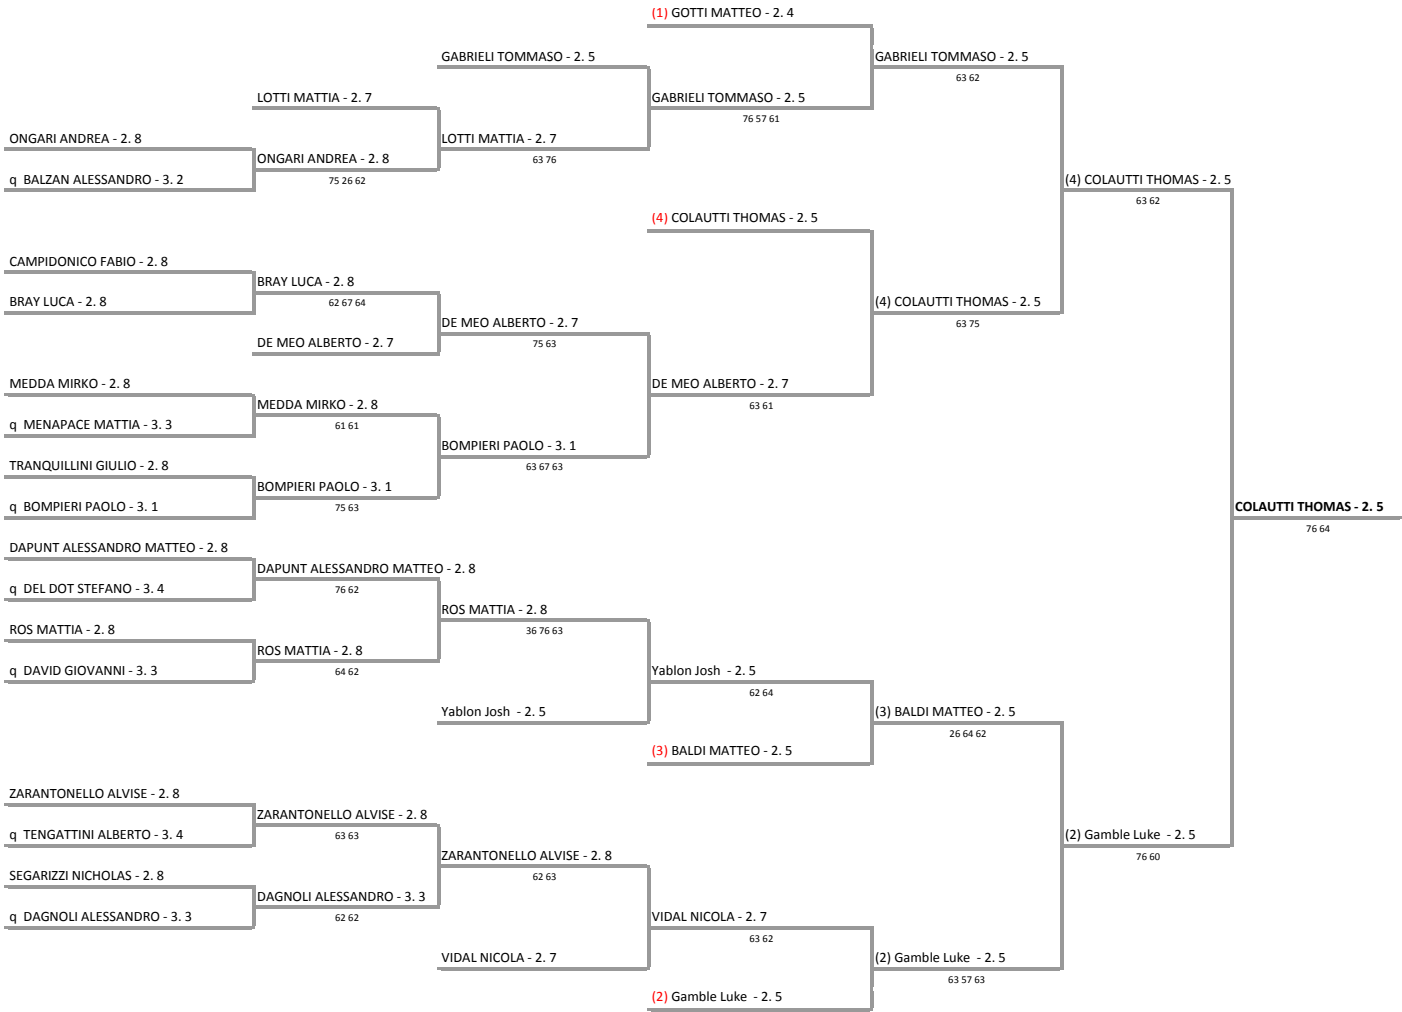 (1) GOTTI MATTEO - 2. 4
GABRIELI TOMMASO - 2. 5
GABRIELI TOMMASO - 2. 5
63 62
LOTTI MATTIA - 2. 7
GABRIELI TOMMASO - 2. 5
76 57 61
ONGARI ANDREA - 2. 8
LOTTI MATTIA - 2. 7
63 76
ONGARI ANDREA - 2. 8
75 26 62
q BALZAN ALESSANDRO - 3. 2
(4) COLAUTTI THOMAS - 2. 5
63 62
(4) COLAUTTI THOMAS - 2. 5
CAMPIDONICO FABIO - 2. 8
BRAY LUCA - 2. 8
62 67 64
BRAY LUCA - 2. 8
(4) COLAUTTI THOMAS - 2. 5
63 75
DE MEO ALBERTO - 2. 7
75 63
DE MEO ALBERTO - 2. 7
MEDDA MIRKO - 2. 8
DE MEO ALBERTO - 2. 7
63 61
MEDDA MIRKO - 2. 8
61 61
q MENAPACE MATTIA - 3. 3
BOMPIERI PAOLO - 3. 1
63 67 63
TRANQUILLINI GIULIO - 2. 8
BOMPIERI PAOLO - 3. 1
75 63
q BOMPIERI PAOLO - 3. 1
COLAUTTI THOMAS - 2. 5
76 64
DAPUNT ALESSANDRO MATTEO - 2. 8
DAPUNT ALESSANDRO MATTEO - 2. 8
76 62
q DEL DOT STEFANO - 3. 4
ROS MATTIA - 2. 8
36 76 63
ROS MATTIA - 2. 8
ROS MATTIA - 2. 8
64 62
q DAVID GIOVANNI - 3. 3
Yablon Josh - 2. 5
62 64
Yablon Josh - 2. 5
(3) BALDI MATTEO - 2. 5
26 64 62
(3) BALDI MATTEO - 2. 5
ZARANTONELLO ALVISE - 2. 8
ZARANTONELLO ALVISE - 2. 8
63 63
q TENGATTINI ALBERTO - 3. 4
(2) Gamble Luke - 2. 5
76 60
ZARANTONELLO ALVISE - 2. 8
62 63
SEGARIZZI NICHOLAS - 2. 8
DAGNOLI ALESSANDRO - 3. 3
62 62
q DAGNOLI ALESSANDRO - 3. 3
VIDAL NICOLA - 2. 7
63 62
VIDAL NICOLA - 2. 7
(2) Gamble Luke - 2. 5
63 57 63
(2) Gamble Luke - 2. 5